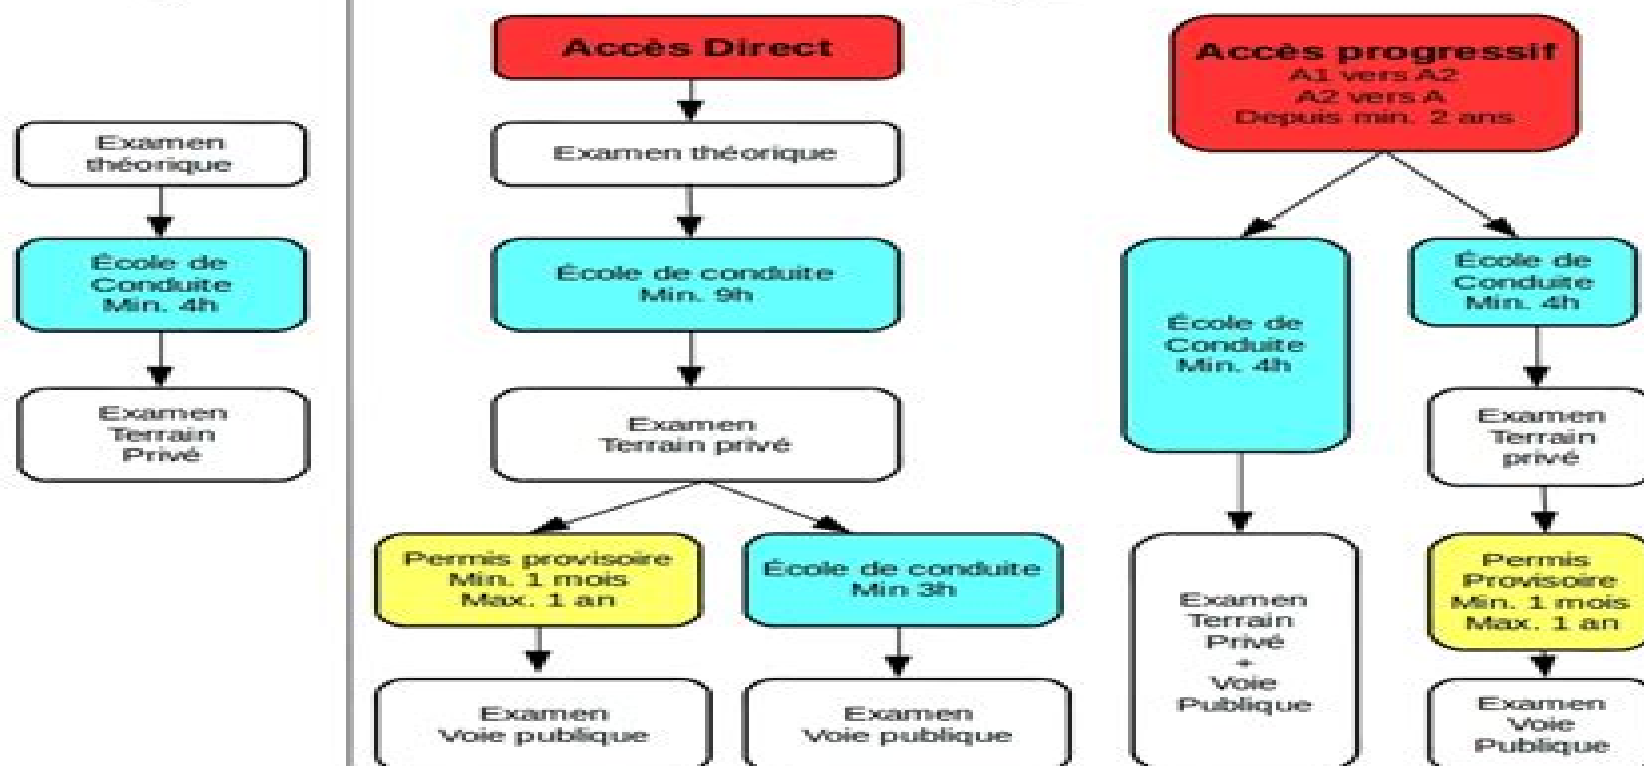 Examen
théorique
École de
Conduite
Min. 4h
Examen
Terrain
Privé
Accès Direct
Examen théorique
École de conduite
Min. 9h
Examen
Terrain privé
Permis provisoire
Min. 1 mois
Max. 1 an
Examen
Voie publique
École de conduite
Min 3h
Examen
Voie publique
Accès progressif
A1 vers A2
A2 vers A
Depuis min. 2 ans
École de
Conduite
Min. 4h
Examen
Terrain
Privé
+
Voie
Publique
École de
Conduite
Min. 4h
Examen
Terrain
privé
Permis
Provisoire
Min. 1 mois
Max. 1 an
Examen
Voie
Publique